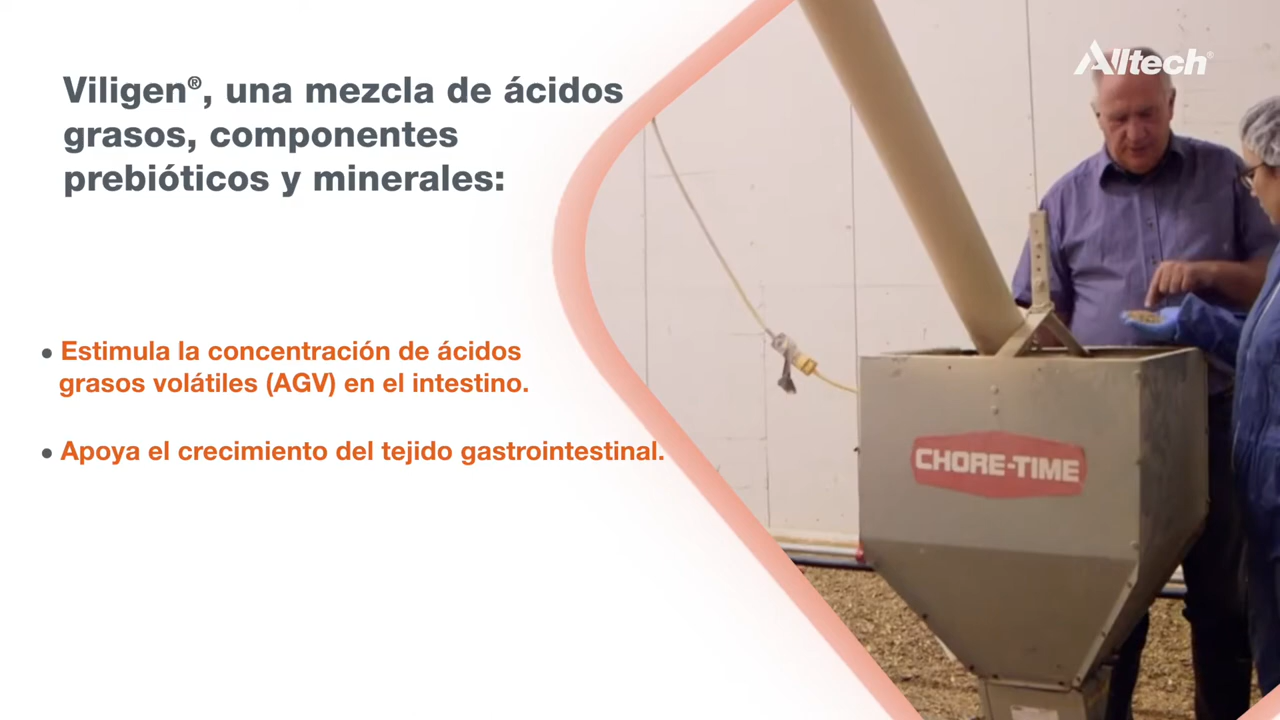 Viligen®, una mezcla de ácidos
grasos, componentes
prebióticos y minerales:
Alltech®
• Estimula la concentración de ácidos
grasos volátiles (AGV) en el intestino.
• Apoya el crecimiento del tejido gastrointestinal.
CHORE-TIME